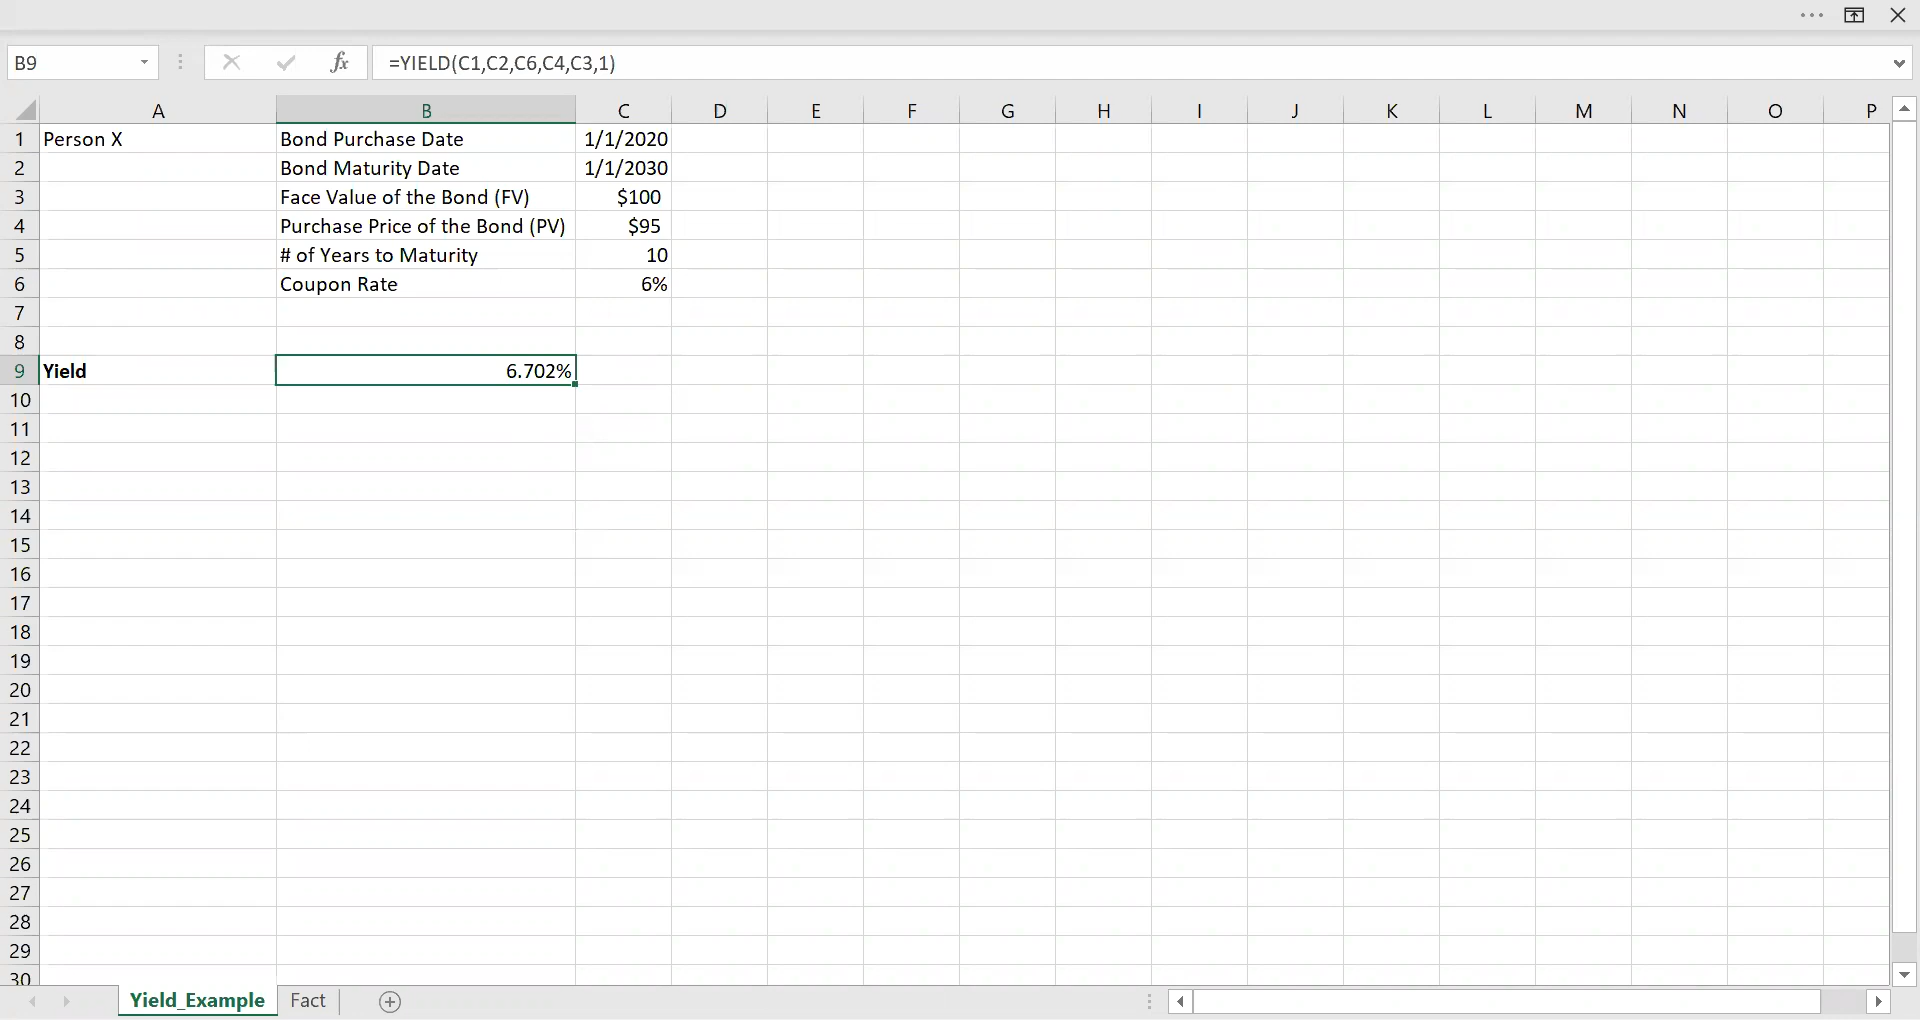 B9 fx =YIELD(C1,C2,C6,C4,C3,1)
A B C D E F G H I J K L M N O P
1 Person X Bond Purchase Date 1/1/2020
2 Bond Maturity Date 1/1/2030
3 Face Value of the Bond (FV) $100
4 Purchase Price of the Bond (PV) $95
5 # of Years to Maturity 10
6 Coupon Rate 6%
7
8
9 Yield 6.702%
10
11
12
13
14
15
16
17
18
19
20
21
22
23
24
25
26
27
28
29
30
Yield_Example Fact